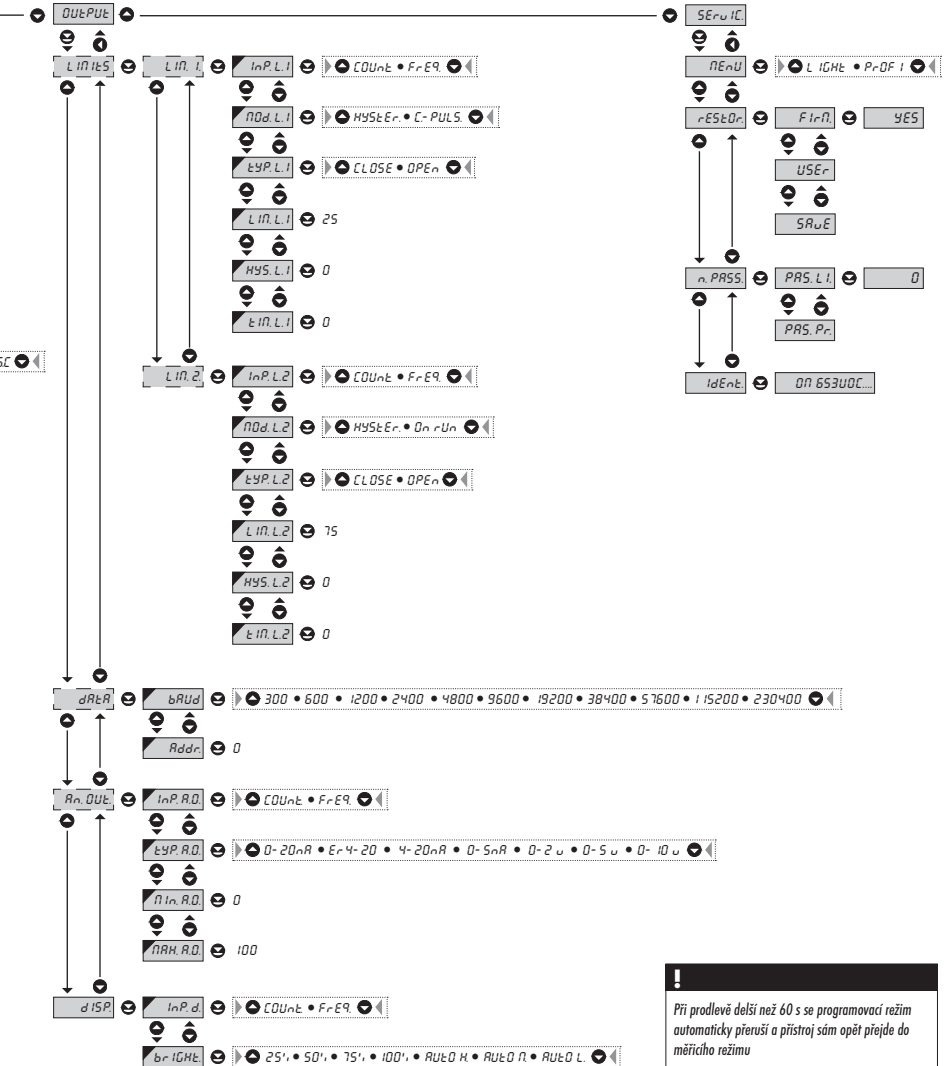 OUTPUT
SERVIC.
LIMITS
LIM. 1.
INP. L.1
COUNT • FREQ.
MENU
LIGHT • PROFI
MOD. L.1
HYSTER. • C-PULS.
RESTOR.
FIRM.
YES
TYP. L.1
CLOSE • OPEN
USER
LIM. L.1
25
SAVE
HYS. L.1
0
N. PASS.
PAS. LI.
0
TIM. L.1
0
PAS. Pr.
LIM. 2.
INP. L.2
COUNT • FREQ.
IDENT.
OM 653UQC....
MOD. L.2
HYSTER. • On rUn
TYP. L.2
CLOSE • OPEN
LIM. L.2
75
HYS. L.2
0
TIM. L.2
0
DATA
BAUD
300 • 600 • 1200 • 2400 • 4800 • 9600 • 19200 • 38400 • 57600 • 115200 • 230400
Addr.
0
An. OUT.
INP. A.O.
COUNT • FREQ.
TYP. A.O.
0-20mA • Er4-20 • 4-20mA • 0-5mA • 0-2 v • 0-5 v • 0-10 v
MIN. A.O.
0
MAX. A.O.
100
DISP.
INP. d.
COUNT • FREQ.
BRIGHT.
25% • 50% • 75% • 100% • AUTO H. • AUTO M. • AUTO L.
!
Při prodlevě delší než 60 s se programovací režim
automaticky přeruší a přístroj sám opět přejde do
měřicího režimu